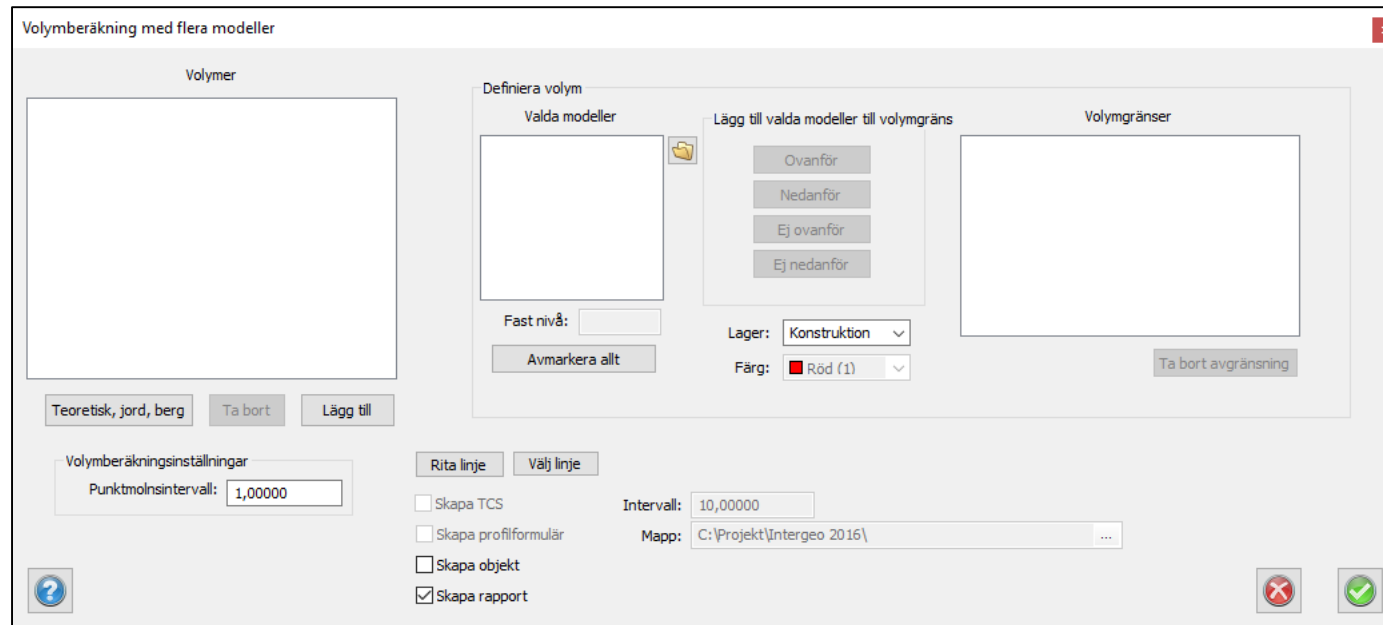 Volymberäkning med flera modeller
Volymer
Definiera volym
Valda modeller
Lägg till valda modeller till volymgräns
Volymgränser
Ovanför
Nedanför
Ej ovanför
Ej nedanför
Fast nivå:
Lager: Konstruktion
Avmarkera allt
Färg: Röd (1)
Ta bort avgränsning
Teoretisk, jord, berg
Ta bort
Lägg till
Volymberäkningsinställningar
Punktmolnsintervall: 1,00000
Rita linje
Välj linje
Skapa TCS
Intervall: 10,00000
Skapa profilformulär
Mapp: C:\Projekt\Intergeo 2016\ ...
Skapa objekt
Skapa rapport